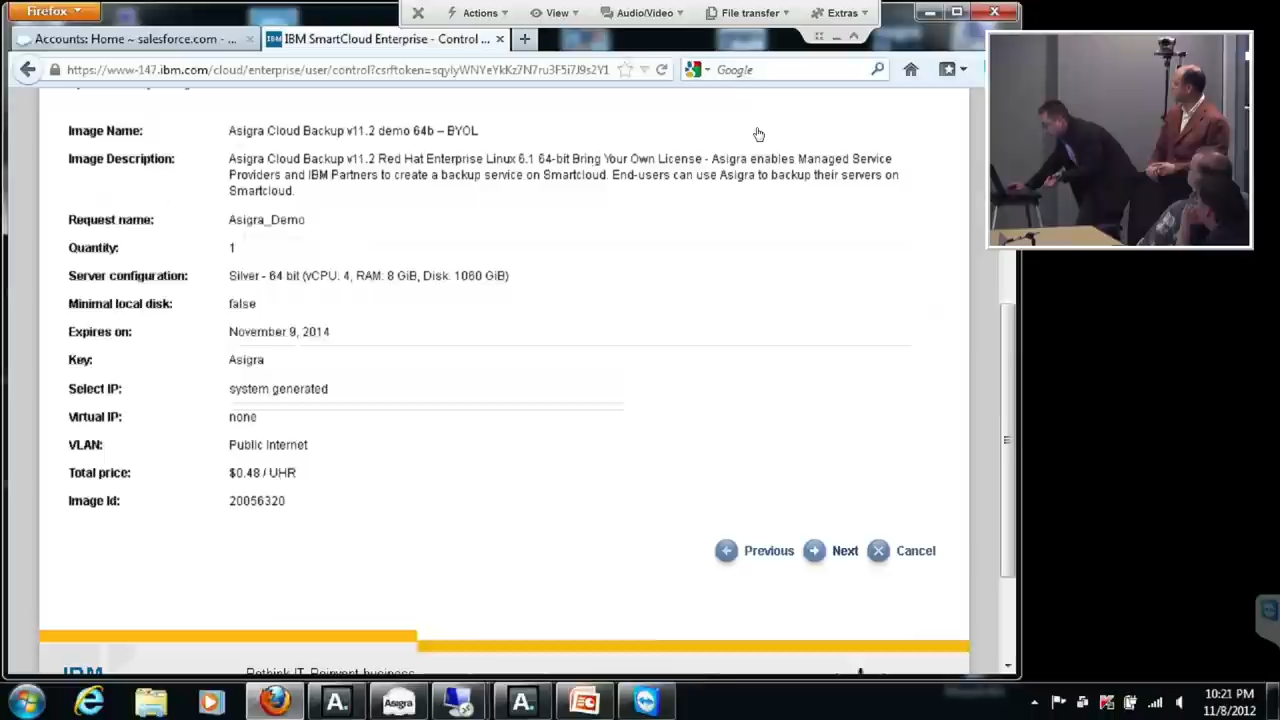 Firefox
Actions
View
Audio/Video
File transfer
Extras
Accounts: Home ~ salesforce.com - ...
IBM SmartCloud Enterprise - Control ...
https://www-147.ibm.com/cloud/enterprise/user/control?csrftoken=
Google
Image Name: Asigra Cloud Backup v11.2 demo 64b – BYOL
Image Description: Asigra Cloud Backup v11.2 Red Hat Enterprise Linux 6.1 64-bit Bring Your Own License - Asigra enables Managed Service
Providers and IBM Partners to create a backup service on Smartcloud. End-users can use Asigra to backup their servers on
Smartcloud.
Request name: Asigra_Demo
Quantity: 1
Server configuration: Silver - 64 bit (vCPU: 4, RAM: 8 GiB, Disk: 1060 GiB)
Minimal local disk: false
Expires on: November 9, 2014
Key: Asigra
Select IP: system generated
Virtual IP: none
VLAN: Public Internet
Total price: $0.48 / UHR
Image Id: 20056320
Previous
Next
Cancel
IBM
Rethink IT. Reinvent business.
A.
Asigra
A.
10:21 PM
11/8/2012